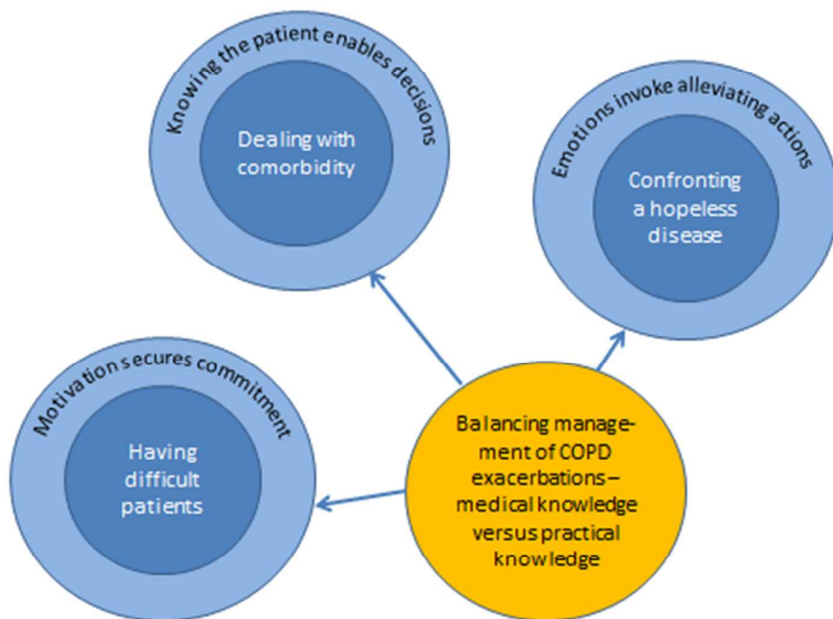 Knowing the patient enables decisions
Dealing with
comorbidity
Emotions invoke alleviating actions
Confronting
a hopeless
disease
Motivation secures commitment
Having
difficult
patients
Balancing manage-
ment of COPD
exacerbations–
medical knowledge
versus practical
knowledge